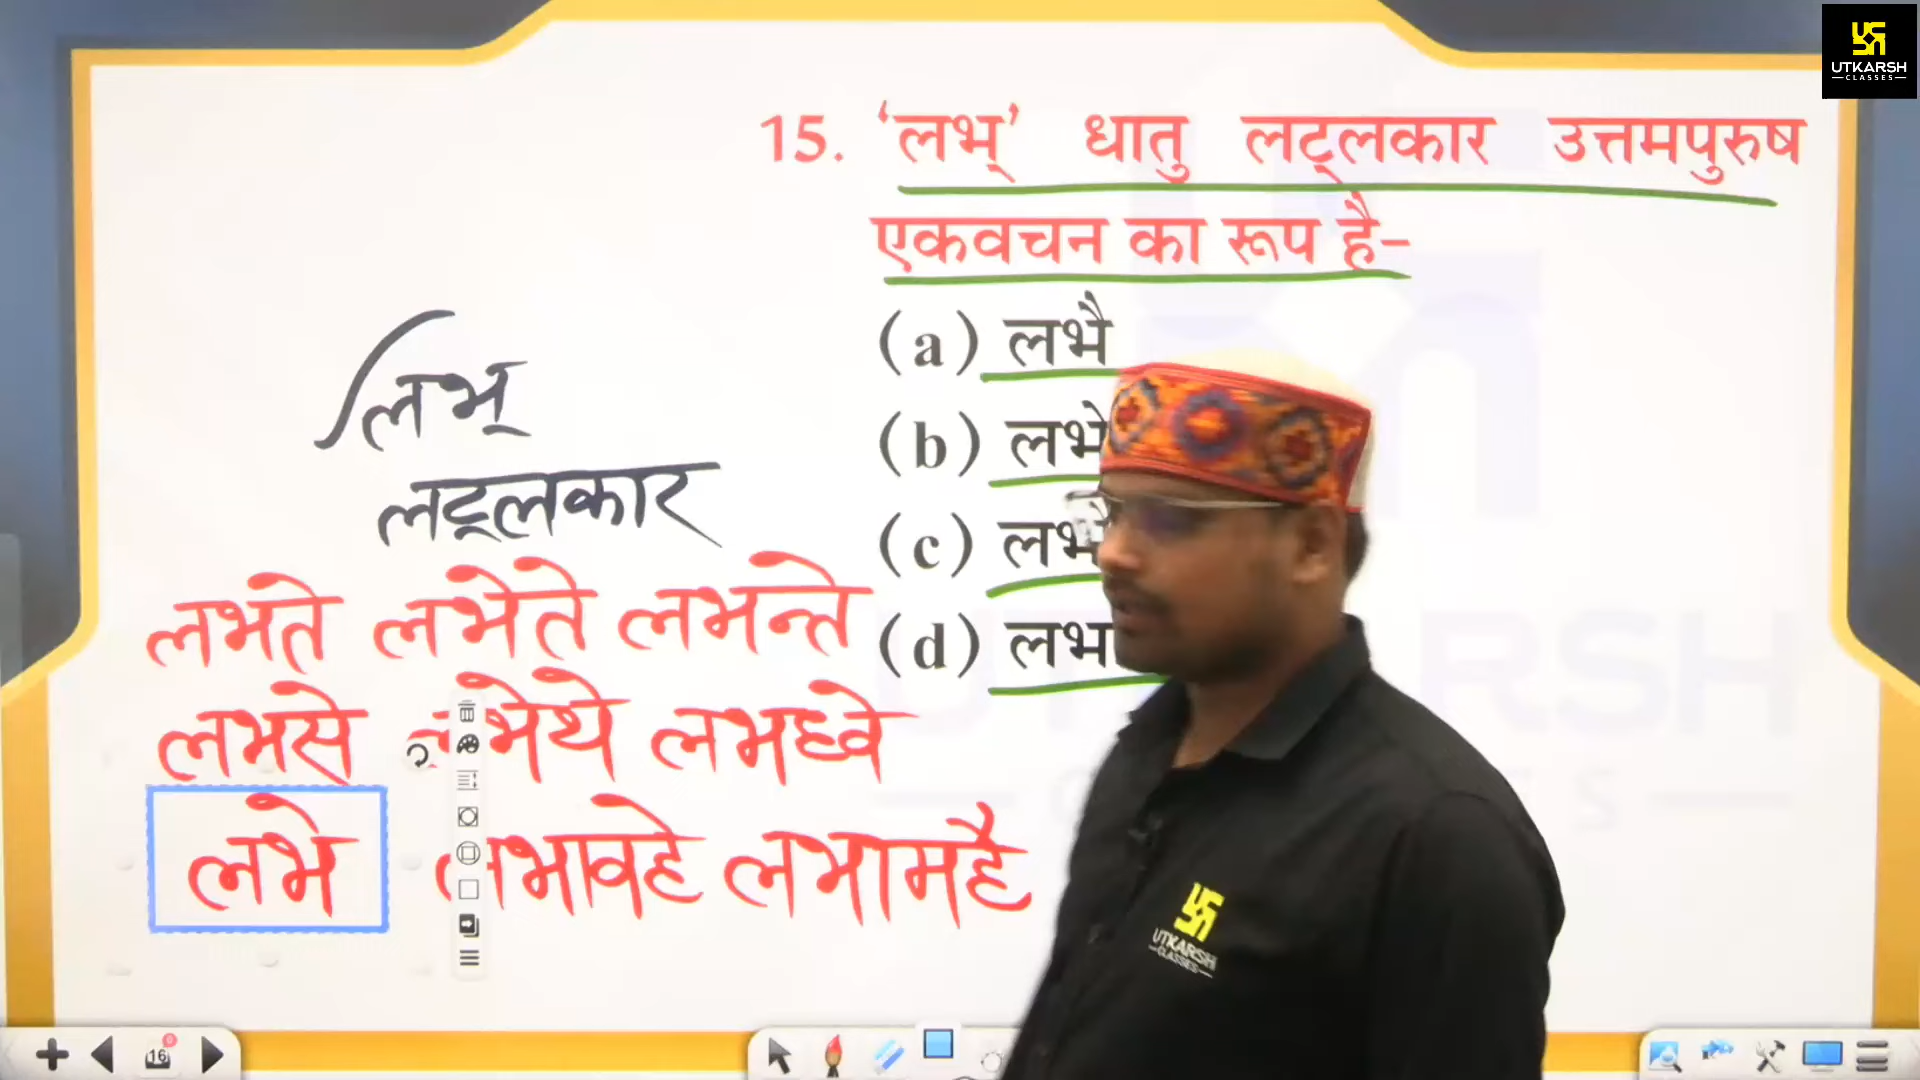 UTKARSH
CLASSES
15. ‘लभ्’ धातु लट्लकार उत्तमपुरुष
एकवचन का रूप है-
(a) लभै
(b)
(c)
(d)
लभ्
लट्लकार
लभते लभेते लभन्ते
लभसे लभध्वे
लभे लभामहै
UTKARSH
CLASSES
16